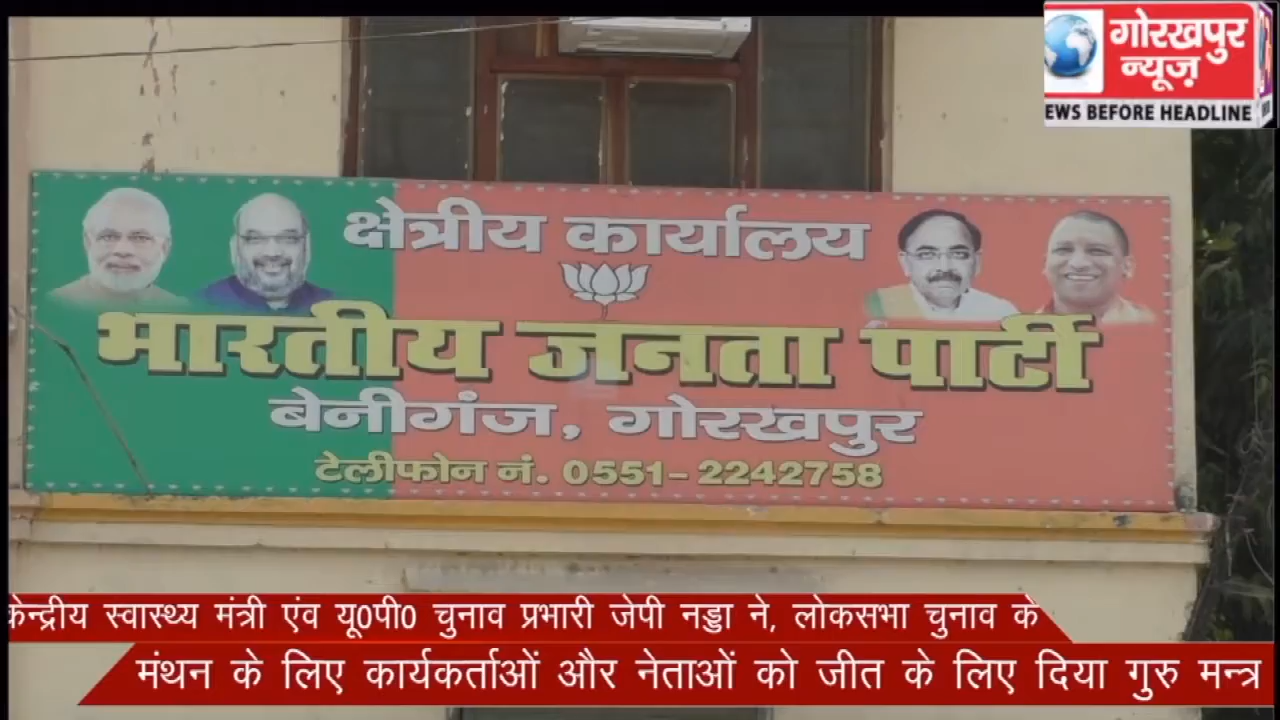 गोरखपुर
न्यूज़
EWS BEFORE HEADLINE
क्षेत्रीय कार्यालय
भारतीय जनता पार्टी
बेनीगंज, गोरखपुर
टेलीफोन नं. 0551-2242758
केन्द्रीय स्वास्थ्य मंत्री एंव यू0पी0 चुनाव प्रभारी जेपी नड्डा ने, लोकसभा चुनाव के
मंथन के लिए कार्यकर्ताओं और नेताओं को जीत के लिए दिया गुरु मन्त्र